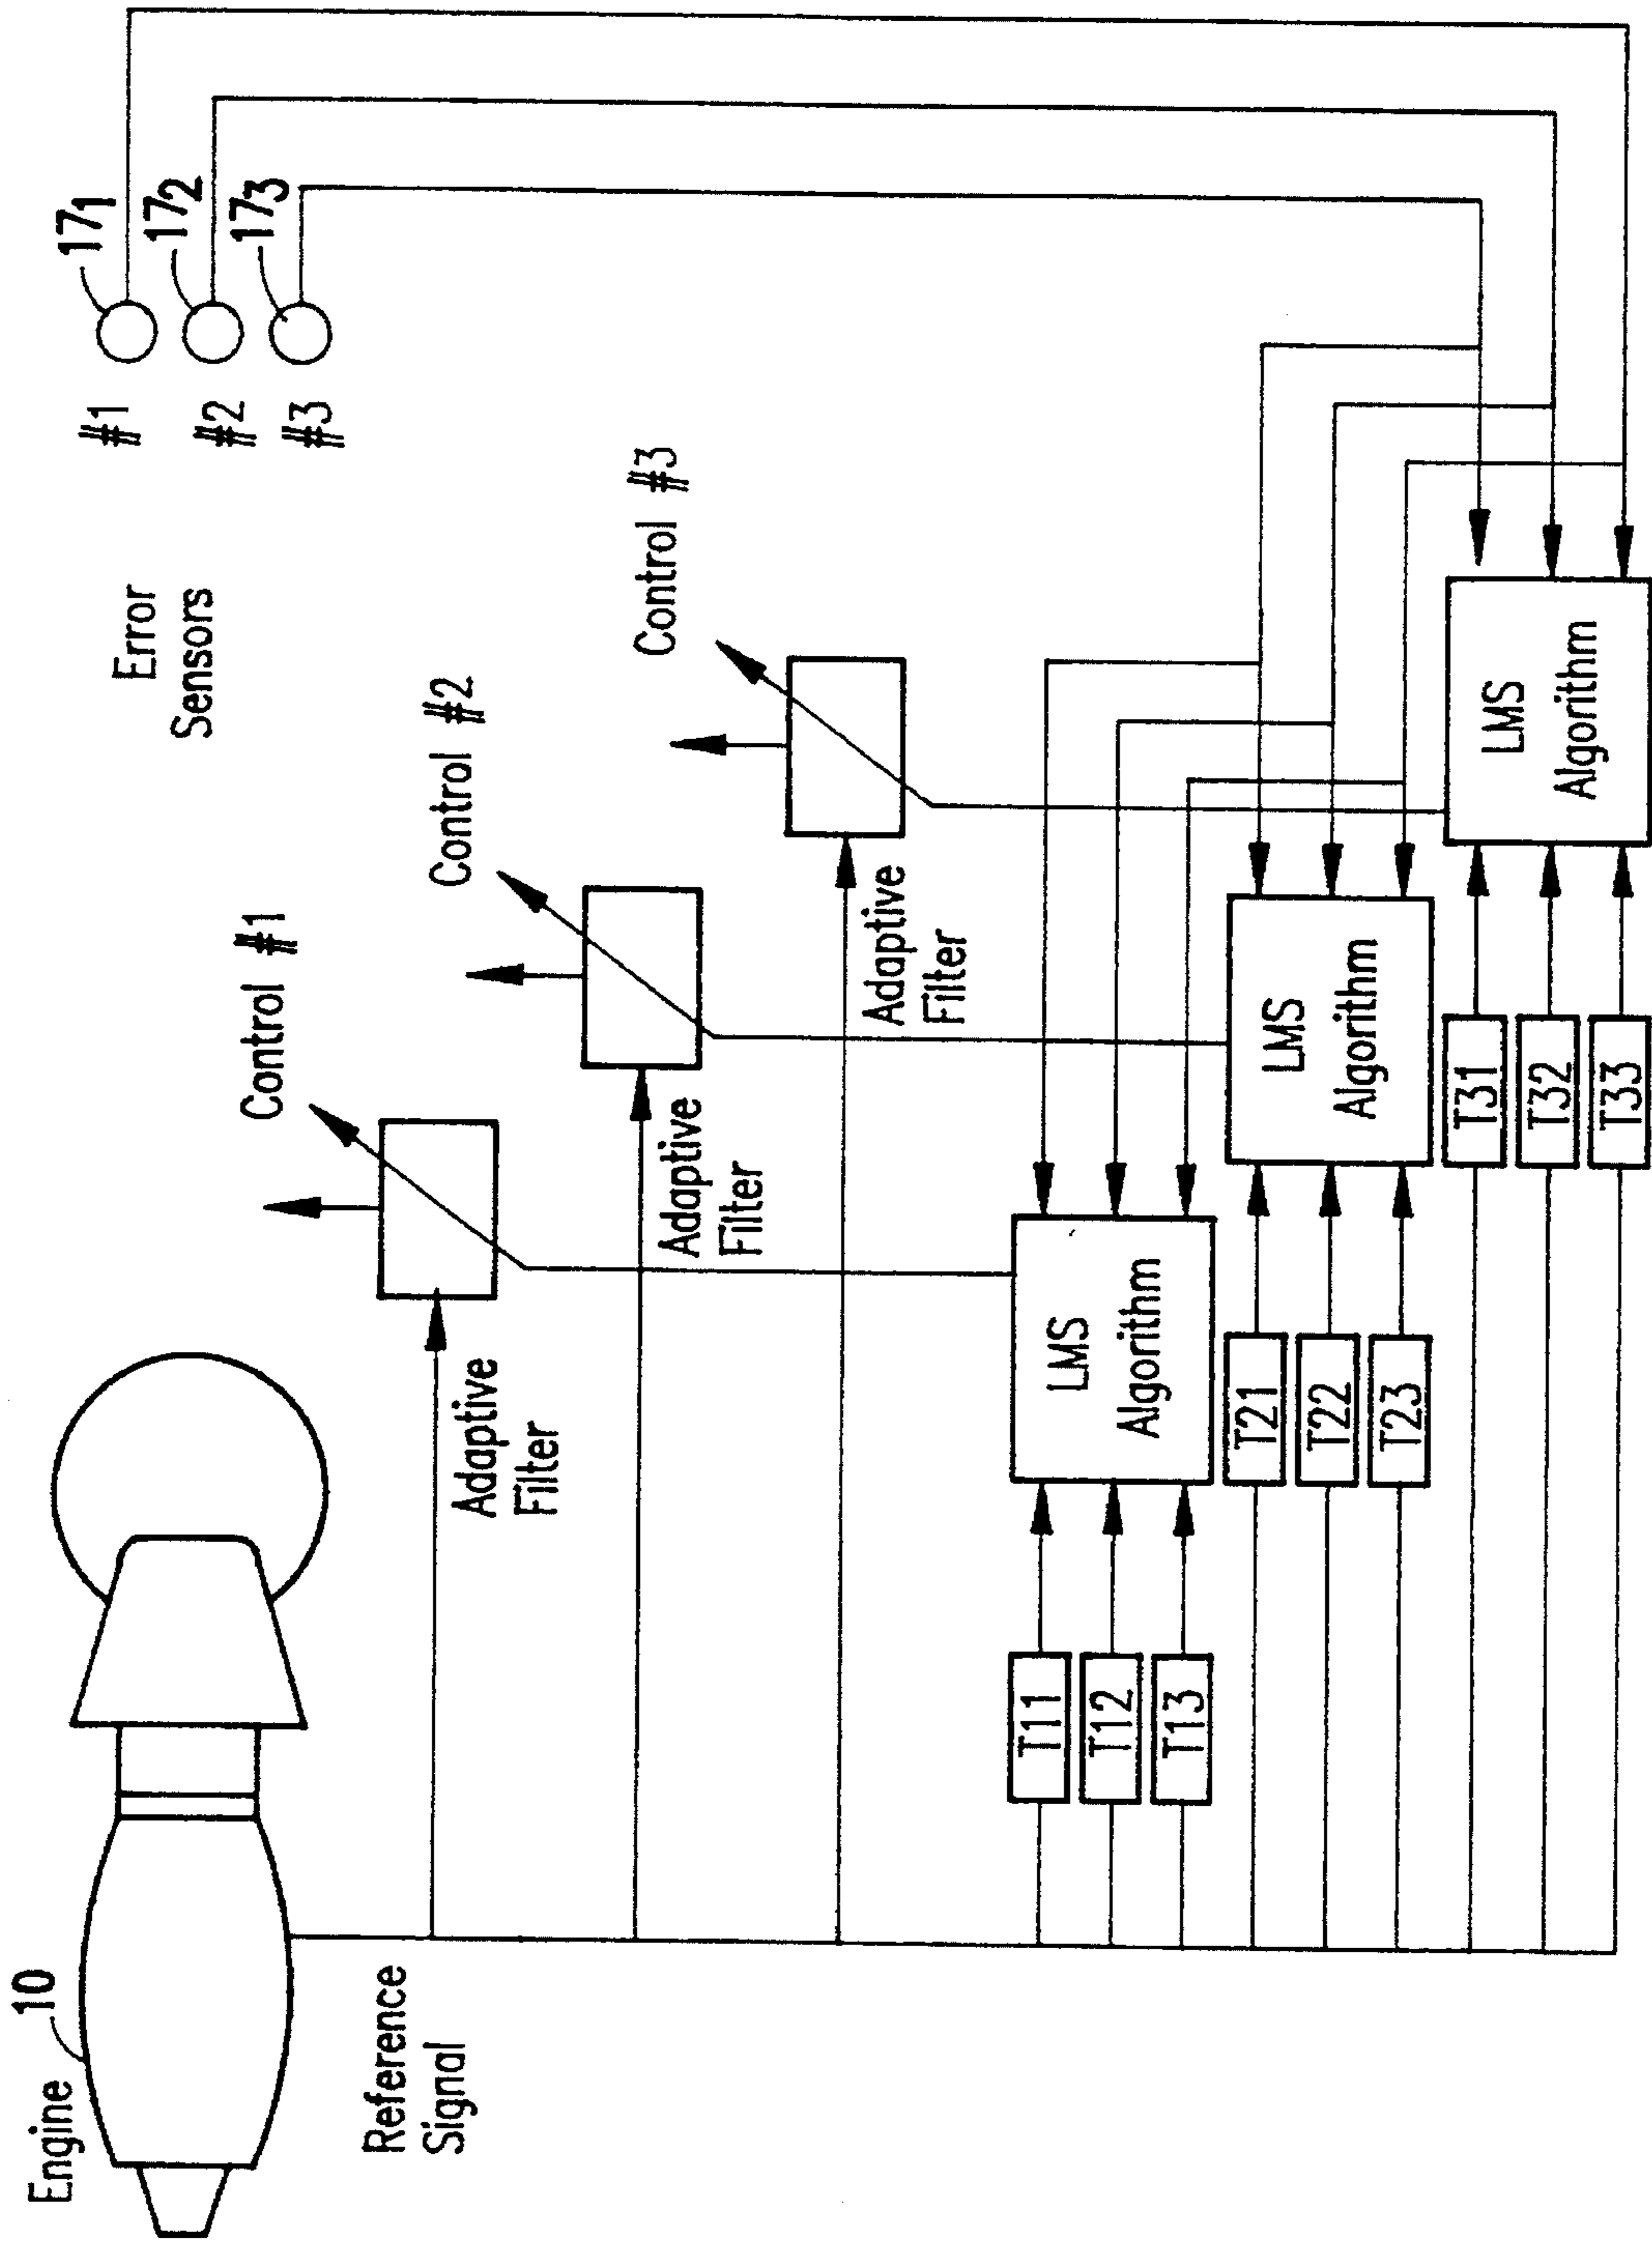 Engine
10
Reference
Signal
Error
Sensors
#1
#2
#3
17₁
17₂
17₃
Control #1
Control #2
Control #3
Adaptive
Filter
Adaptive
Filter
Adaptive
Filter
LMS
Algorithm
LMS
Algorithm
LMS
Algorithm
T11
T12
T13
T21
T22
T23
T31
T32
T33